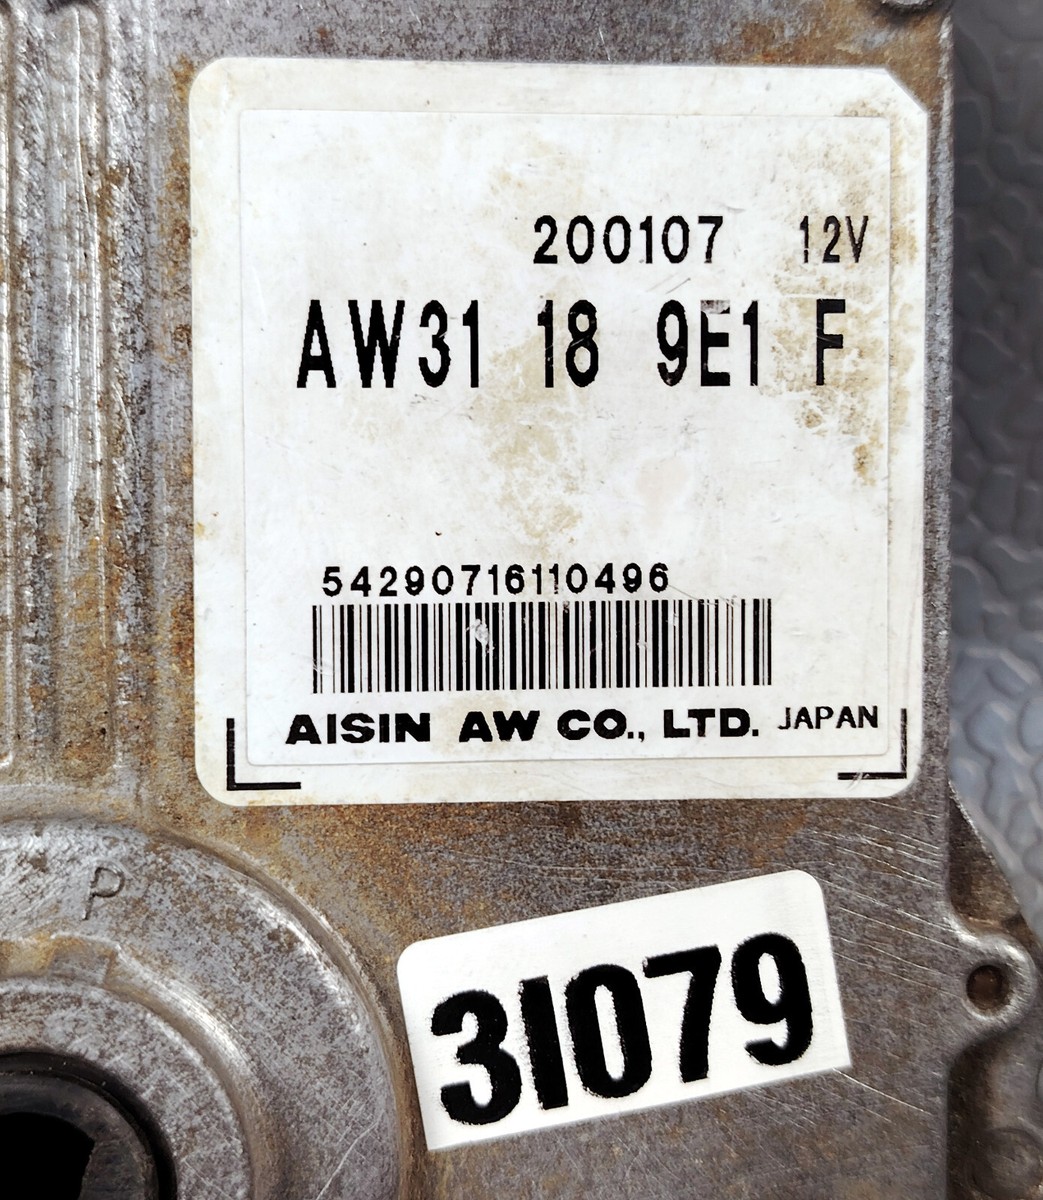 200107 12V
AW31 18 9E1 F
54290716110496
AISIN AW CO., LTD. JAPAN
P
31079